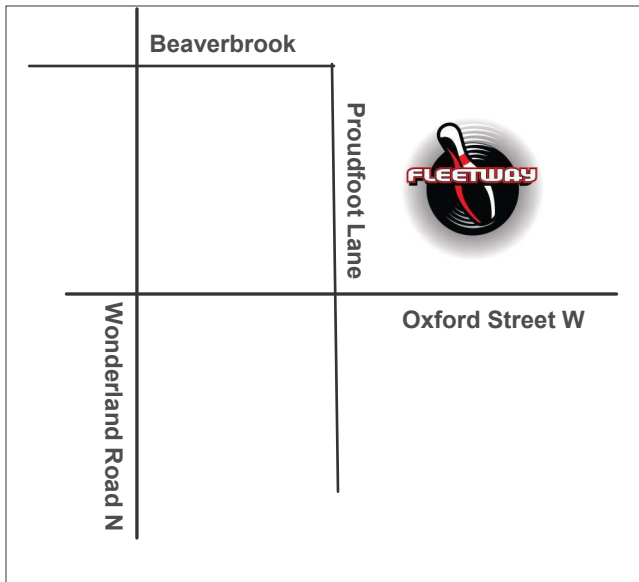 Beaverbrook
Proudfoot Lane
FLEETWAY
Oxford Street W
Wonderland Road N